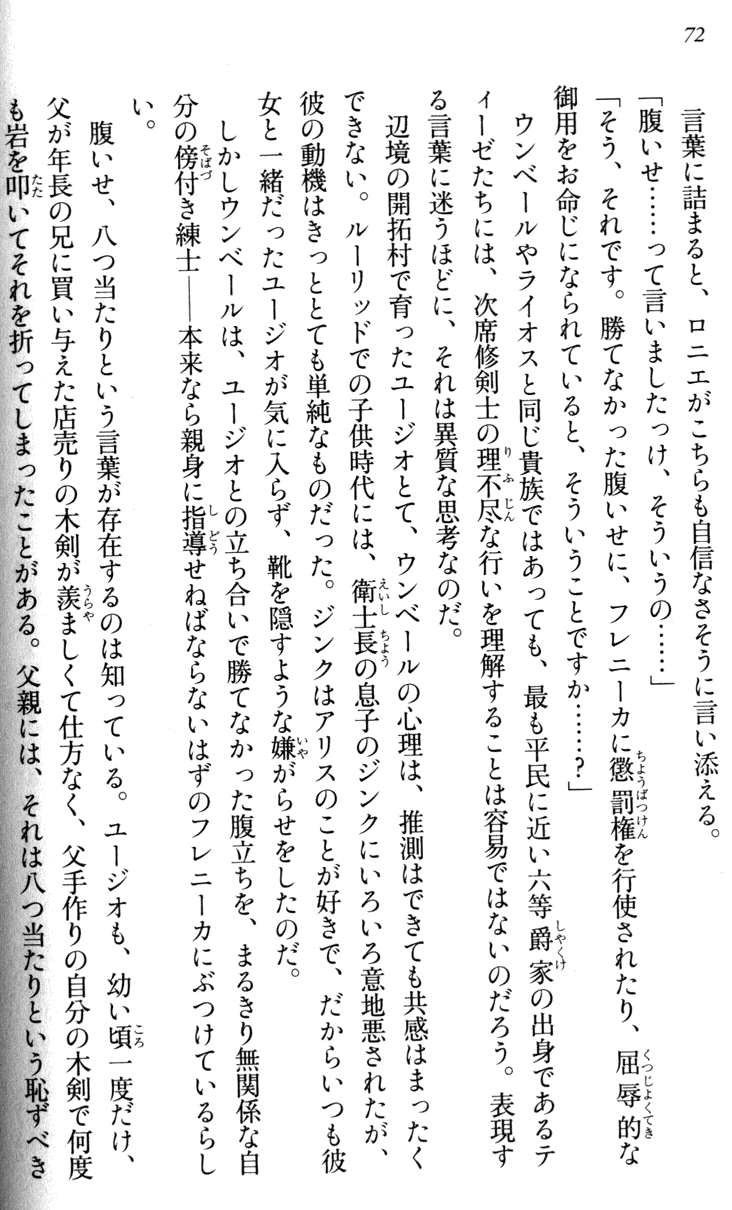 72
言葉に詰まると、ロニエがこちらも自信なさそうに言い添える。
「腹いせ……って言いましたっけ、そういうの……」
「そう、それです。勝てなかった腹いせに、フレニーカに懲罰権を行使されたり、屈辱的な
御用をお命じになられていると、そういうことですか……?」
ウンベールやライオスと同じ貴族ではあっても、最も平民に近い六等爵家の出身であるテ
ィーゼたちには、次席修剣士の理不尽な行いを理解することは容易ではないのだろう。表現す
る言葉に迷うほどに、それは異質な思考なのだ。
辺境の開拓村で育ったユージオとて、ウンベールの心理は、推測はできても共感はまったく
できない。ルーリッドでの子供時代には、衛士長の息子のジンクにいろいろ意地悪されたが、
彼の動機はきっととても単純なものだった。ジンクはアリスのことが好きで、だからいつも彼
女と一緒だったユージオが気に入らず、靴を隠すような嫌がらせをしたのだ。
しかしウンベールは、ユージオとの立ち合いで勝てなかった腹立ちを、まるきり無関係な自
分の傍付き練士――本来なら親身に指導せねばならないはずのフレニーカにぶつけているらし
い。
腹いせ、八つ当たりという言葉が存在するのは知っている。ユージオも、幼い頃一度だけ、
父が年長の兄に買い与えた店売りの木剣が羨ましくて仕方なく、父手作りの自分の木剣で何度
も岩を叩いてそれを折ってしまったことがある。父親には、それは八つ当たりという恥ずべき